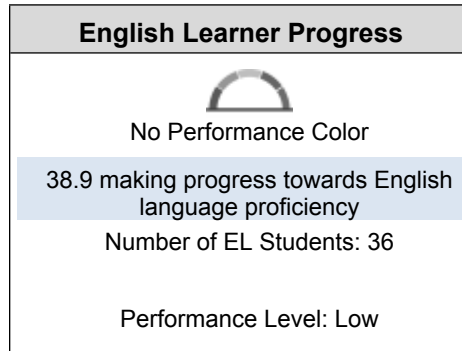 English Learner Progress
No Performance Color
38.9 making progress towards English
language proficiency
Number of EL Students: 36
Performance Level: Low